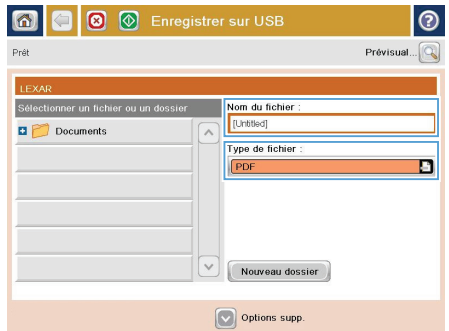 Enregistrer sur USB
Prêt
Prévisual...
LEXAR
Sélectionner un fichier ou un dossier
Nom du fichier :
Documents
[Untitled]
Type de fichier :
PDF
Nouveau dossier
Options supp.